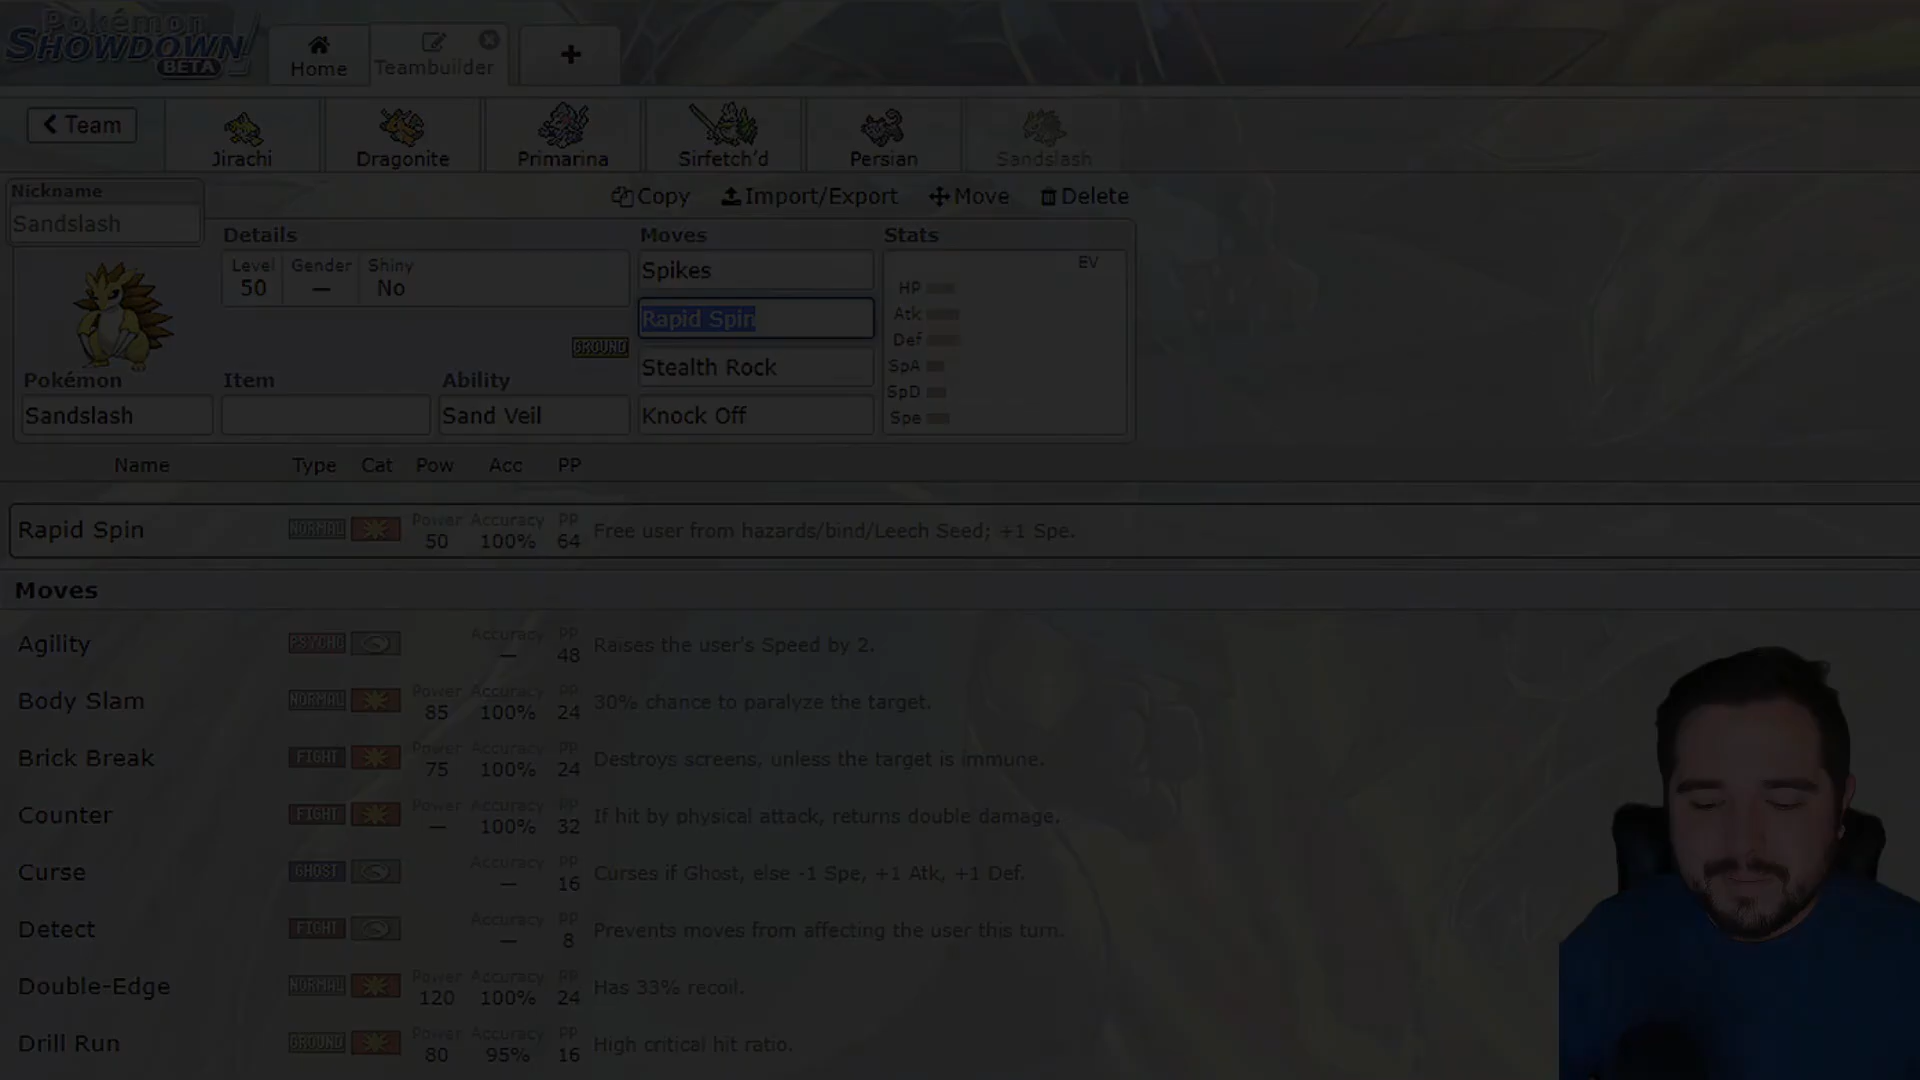 Pokémon
SHOWDOWN
BETA
Home
Teambuilder
+
Team
Jirachi
Dragonite
Primarina
Sirfetch'd
Persian
Sandslash
Nickname
Sandslash
Copy Import/Export Move Delete
Details
Level Gender Shiny
50 — No
GROUND
Pokémon Item Ability
Sandslash Sand Veil
Moves
Spikes
Rapid Spin
Stealth Rock
Knock Off
Stats
EV
HP
Atk
Def
SpA
SpD
Spe
Name Type Cat Pow Acc PP
Rapid Spin NORMAL Power 50 Accuracy 100% PP 64 Free user from hazards/bind/Leech Seed; +1 Spe.
Moves
Agility PSYCHC Accuracy — PP 48 Raises the user's Speed by 2.
Body Slam NORMAL Power 85 Accuracy 100% PP 24 30% chance to paralyze the target.
Brick Break FIGHT Power 75 Accuracy 100% PP 24 Destroys screens, unless the target is immune.
Counter FIGHT Power — Accuracy 100% PP 32 If hit by physical attack, returns double damage.
Curse GHOST Accuracy — PP 16 Curses if Ghost, else -1 Spe, +1 Atk, +1 Def.
Detect FIGHT Accuracy — PP 8 Prevents moves from affecting the user this turn.
Double-Edge NORMAL Power 120 Accuracy 100% PP 24 Has 33% recoil.
Drill Run GROUND Power 80 Accuracy 95% PP 16 High critical hit ratio.